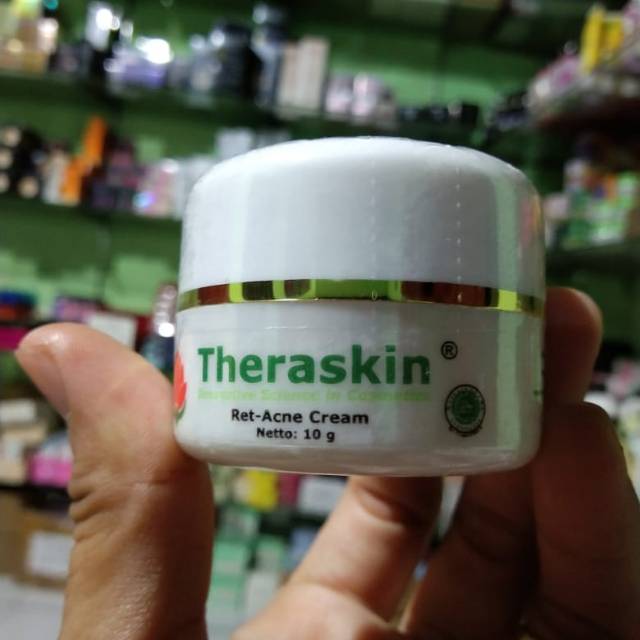 Theraskin ®
Innovative Science in Cosmetics
Ret-Acne Cream
Netto: 10 g